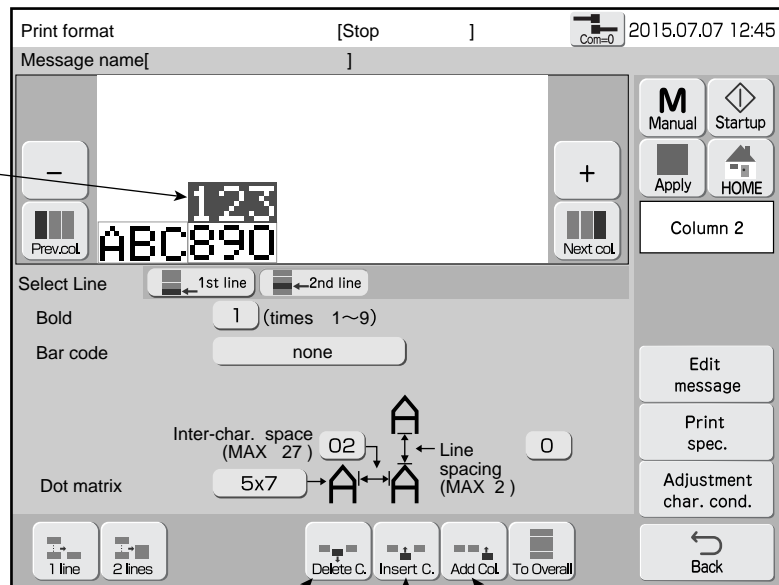 Print format [Stop ] Com=0 2015.07.07 12:45
Message name[ ]
M
Manual
Startup
Apply
HOME
Column 2
−
+
Prev.col.
Next col.
123
ABC890
Select Line 1st line 2nd line
Bold 1 (times 1～9)
Bar code none
Inter-char. space
(MAX 27) 02
Line
spacing
(MAX 2)
0
Dot matrix 5x7
A
A A
Edit
message
Print
spec.
Adjustment
char. cond.
1 line
2 lines
Delete C.
Insert C.
Add Col.
To Overall
Back